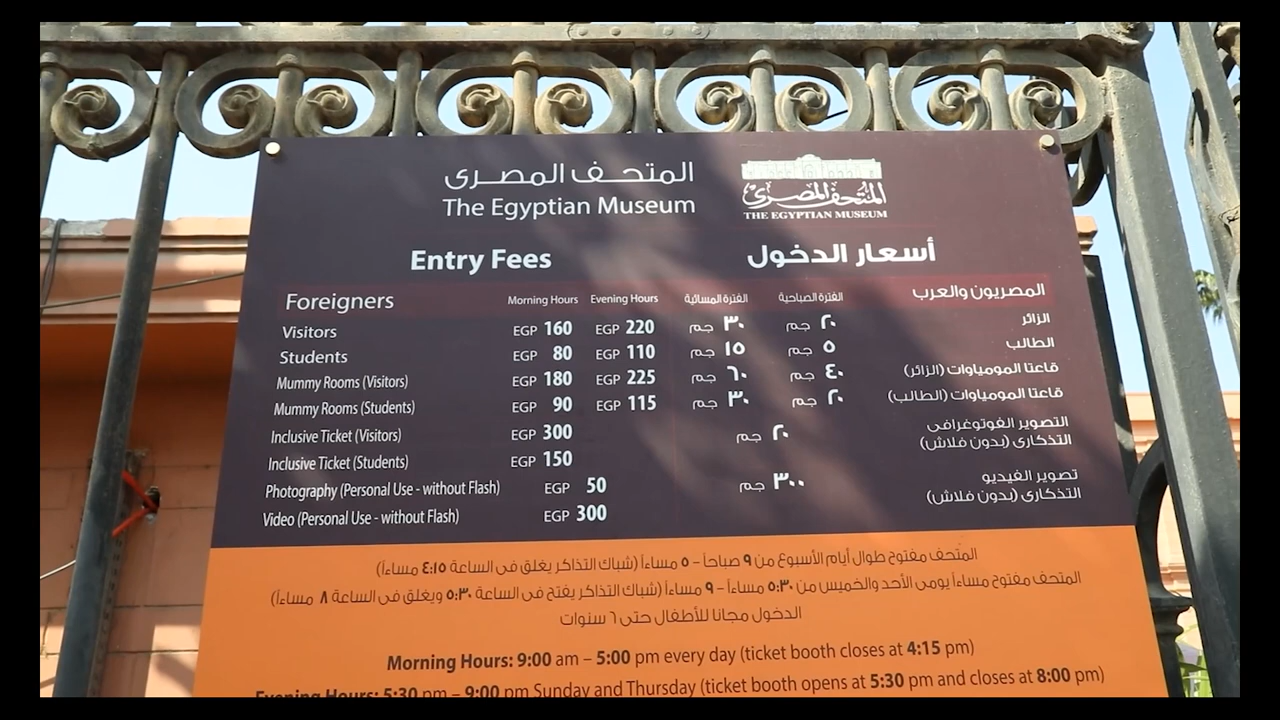 المتحف المصرى
The Egyptian Museum
المتحف المصرى
THE EGYPTIAN MUSEUM
Entry Fees
أسعار الدخول
Foreigners Morning Hours Evening Hours
Visitors EGP 160 EGP 220
Students EGP 80 EGP 110
Mummy Rooms (Visitors) EGP 180 EGP 225
Mummy Rooms (Students) EGP 90 EGP 115
Inclusive Ticket (Visitors) EGP 300
Inclusive Ticket (Students) EGP 150
Photography (Personal Use - without Flash) EGP 50
Video (Personal Use - without Flash) EGP 300
المصريون والعرب الفترة الصباحية الفترة المسائية
الزائر ٢٠ جم ٣٠ جم
الطالب ٥ جم ١٥ جم
قاعتا المومياوات (الزائر) ٤٠ جم ٦٠ جم
قاعتا المومياوات (الطالب) ٢٠ جم ٣٠ جم
التصوير الفوتوغرافى
التذكارى (بدون فلاش) ٢٠ جم
تصوير الفيديو
التذكارى (بدون فلاش) ٣٠٠ جم
المتحف مفتوح طوال أيام الأسبوع من ٩ صباحاً - ٥ مساءاً (شباك التذاكر يغلق فى الساعة ٤:١٥ مساءاً)
المتحف مفتوح مساءاً يومى الأحد والخميس من ٥:٣٠ مساءاً - ٩ مساءاً (شباك التذاكر يفتح فى الساعة ٥:٣٠ ويغلق فى الساعة ٨ مساءاً)
الدخول مجانا للأطفال حتى ٦ سنوات
Morning Hours: 9:00 am – 5:00 pm every day (ticket booth closes at 4:15 pm)
Evening Hours: 5:30 pm – 9:00 pm Sunday and Thursday (ticket booth opens at 5:30 pm and closes at 8:00 pm)